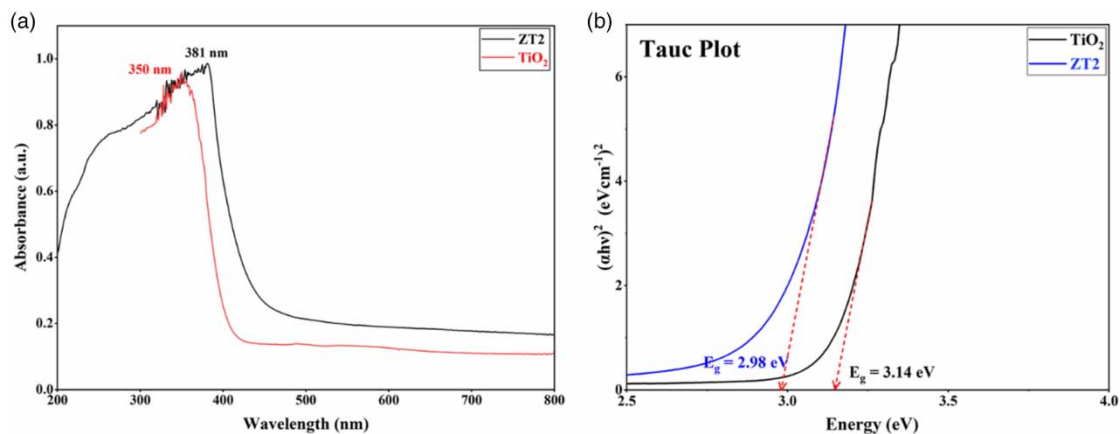 (a)
381 nm
350 nm
ZT2
TiO₂
1.0
0.8
0.6
0.4
0.2
0.0
Absorbance (a.u.)
200 300 400 500 600 700 800
Wavelength (nm)
(b)
Tauc Plot
TiO₂
ZT2
6
4
2
0
(αhν)² (eVcm⁻¹)²
E_g = 2.98 eV
E_g = 3.14 eV
2.5 3.0 3.5 4.0
Energy (eV)